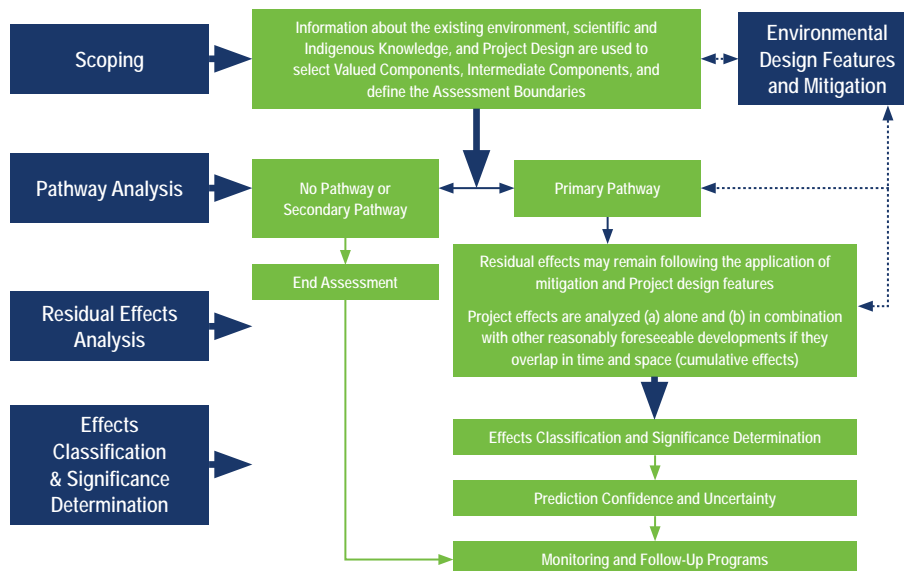 Scoping
Information about the existing environment, scientific and
Indigenous Knowledge, and Project Design are used to
select Valued Components, Intermediate Components, and
define the Assessment Boundaries
Environmental
Design Features
and Mitigation
Pathway Analysis
No Pathway or
Secondary Pathway
Primary Pathway
End Assessment
Residual Effects
Analysis
Residual effects may remain following the application of
mitigation and Project design features
Project effects are analyzed (a) alone and (b) in combination
with other reasonably foreseeable developments if they
overlap in time and space (cumulative effects)
Effects
Classification
& Significance
Determination
Effects Classification and Significance Determination
Prediction Confidence and Uncertainty
Monitoring and Follow-Up Programs